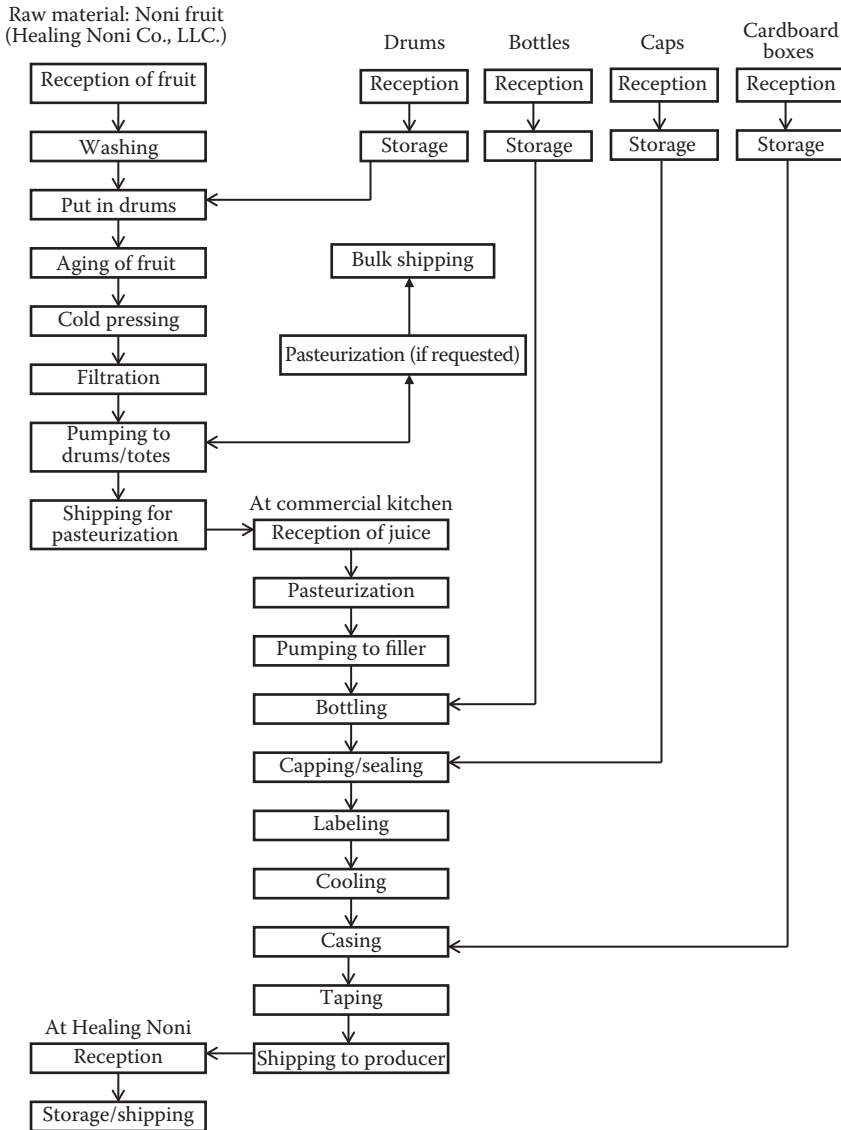 Raw material: Noni fruit
(Healing Noni Co., LLC.)
Drums
Bottles
Caps
Cardboard
boxes
Reception of fruit
Reception
Reception
Reception
Reception
Washing
Storage
Storage
Storage
Storage
Put in drums
Aging of fruit
Bulk shipping
Cold pressing
Pasteurization (if requested)
Filtration
Pumping to
drums/totes
Shipping for
pasteurization
At commercial kitchen
Reception of juice
Pasteurization
Pumping to filler
Bottling
Capping/sealing
Labeling
Cooling
Casing
Taping
Shipping to producer
At Healing Noni
Reception
Storage/shipping